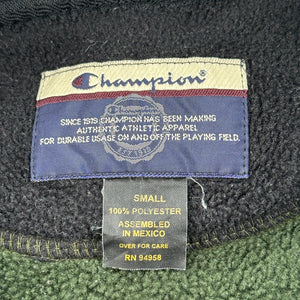 Champion®
SINCE 1919 CHAMPION HAS BEEN MAKING
AUTHENTIC ATHLETIC APPAREL
FOR DURABLE USAGE ON AND OFF THE PLAYING FIELD.
SMALL
100% POLYESTER
ASSEMBLED
IN MEXICO
OVER FOR CARE
RN 94958